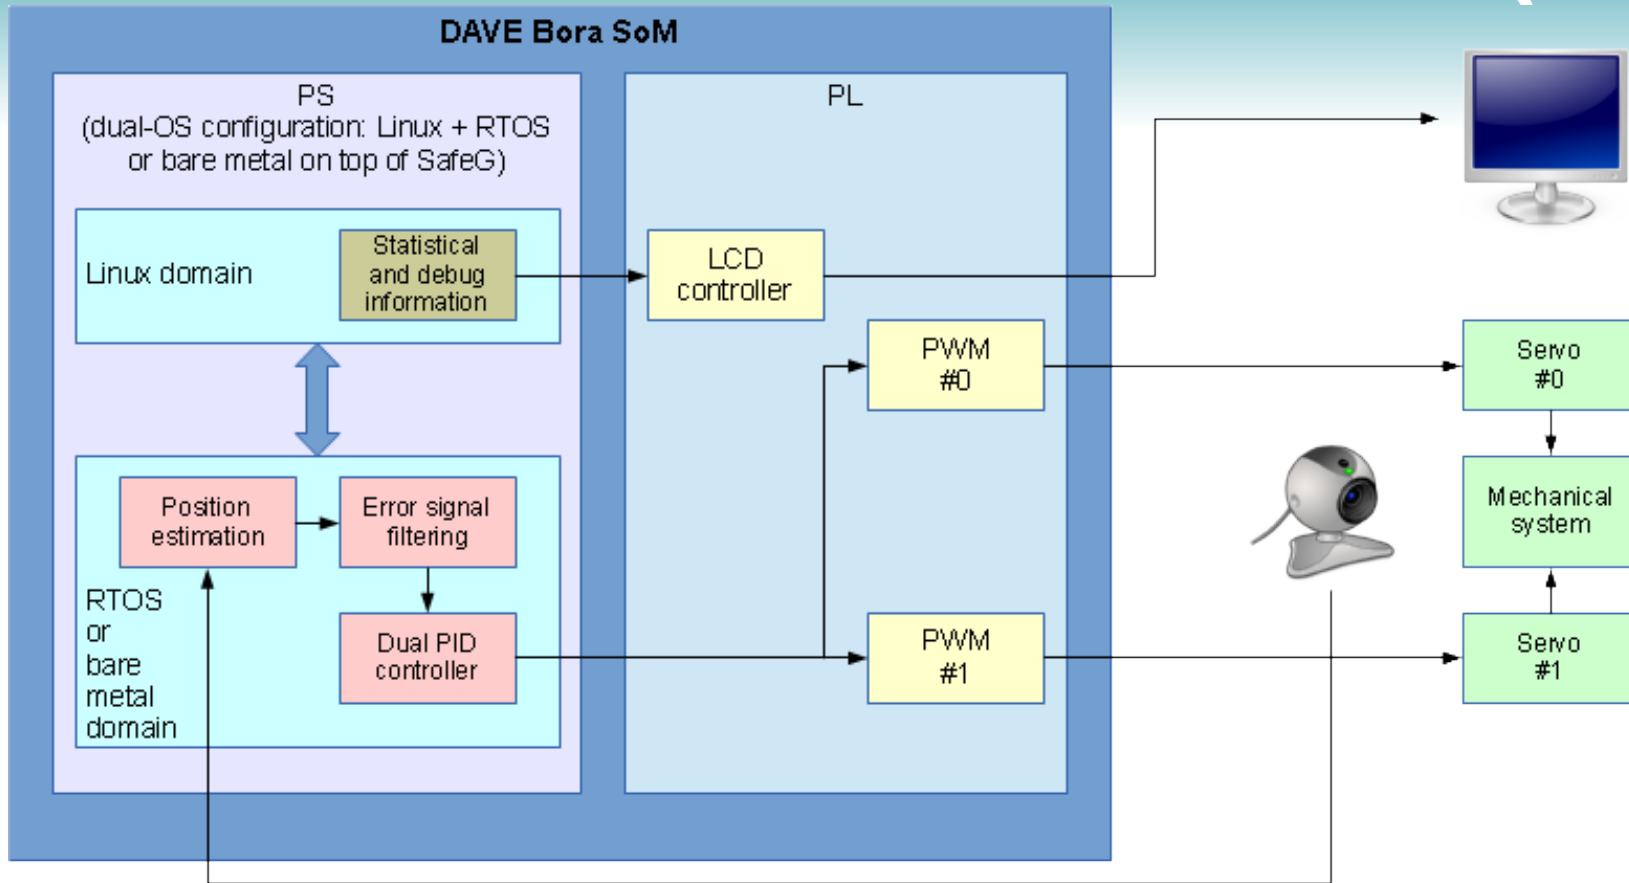 DAVE Bora SoM
PS
(dual-OS configuration: Linux + RTOS
or bare metal on top of SafeG)
Linux domain
Statistical
and debug
information
Position
estimation
Error signal
filtering
RTOS
or
bare
metal
domain
Dual PID
controller
PL
LCD
controller
PWM
#0
PWM
#1
Servo
#0
Mechanical
system
Servo
#1